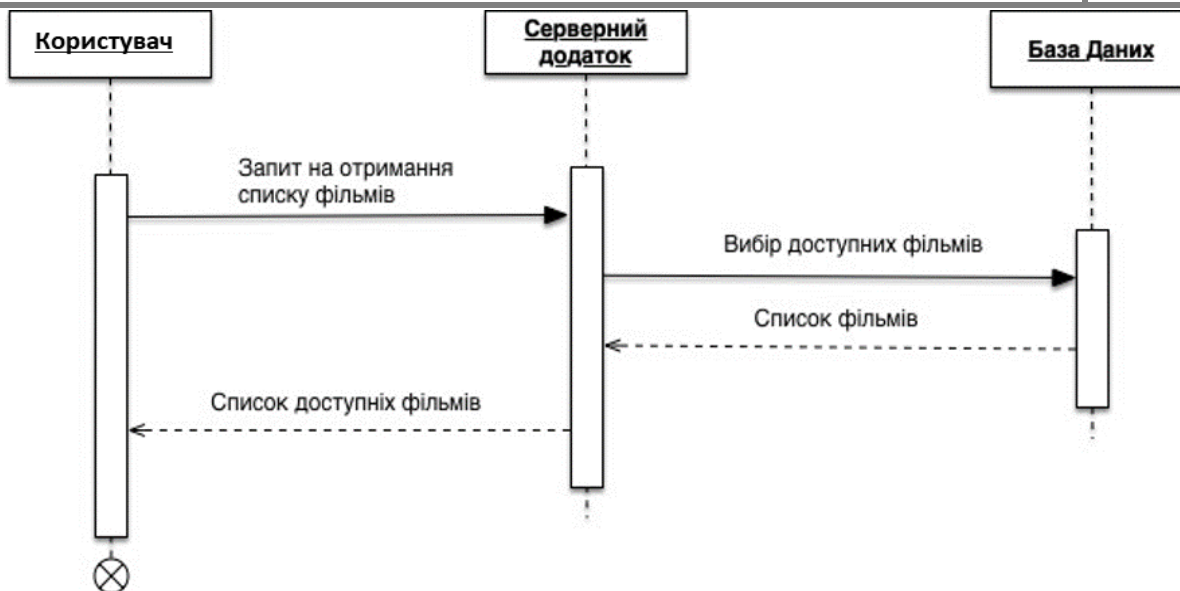 Користувач
Серверний
додаток
База Даних
Запит на отримання
списку фільмів
Вибір доступних фільмів
Список фільмів
Список доступніх фільмів